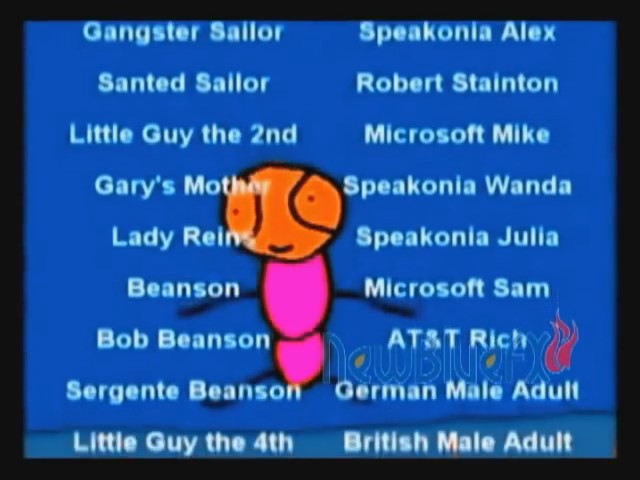 Gangster Sailor Speakonia Alex
Santed Sailor Robert Stainton
Little Guy the 2nd Microsoft Mike
Gary's Mother Speakonia Wanda
Lady Reins Speakonia Julia
Beanson Microsoft Sam
Bob Beanson AT&T Rich
NewBlueFX
Sergente Beanson German Male Adult
Little Guy the 4th British Male Adult